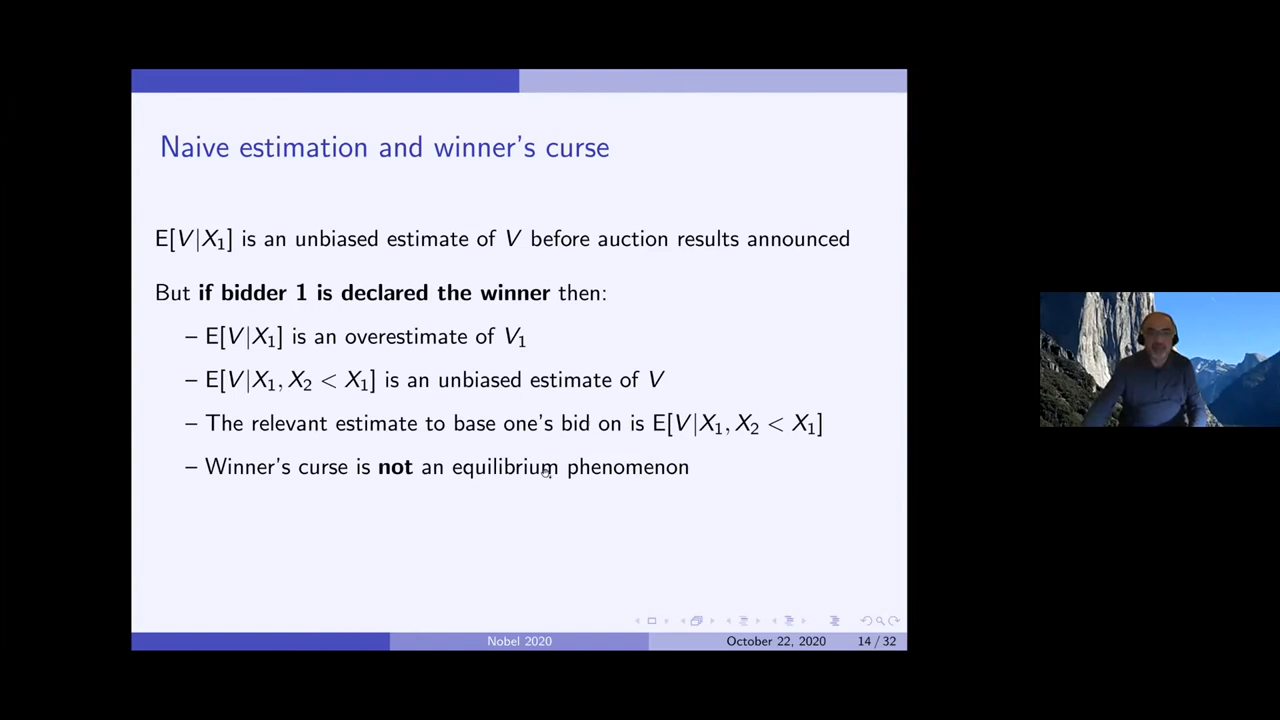 Naive estimation and winner's curse
E[V|X₁] is an unbiased estimate of V before auction results announced
But if bidder 1 is declared the winner then:
– E[V|X₁] is an overestimate of V₁
– E[V|X₁, X₂ < X₁] is an unbiased estimate of V
– The relevant estimate to base one's bid on is E[V|X₁, X₂ < X₁]
– Winner's curse is not an equilibrium phenomenon
Nobel 2020 October 22, 2020 14 / 32